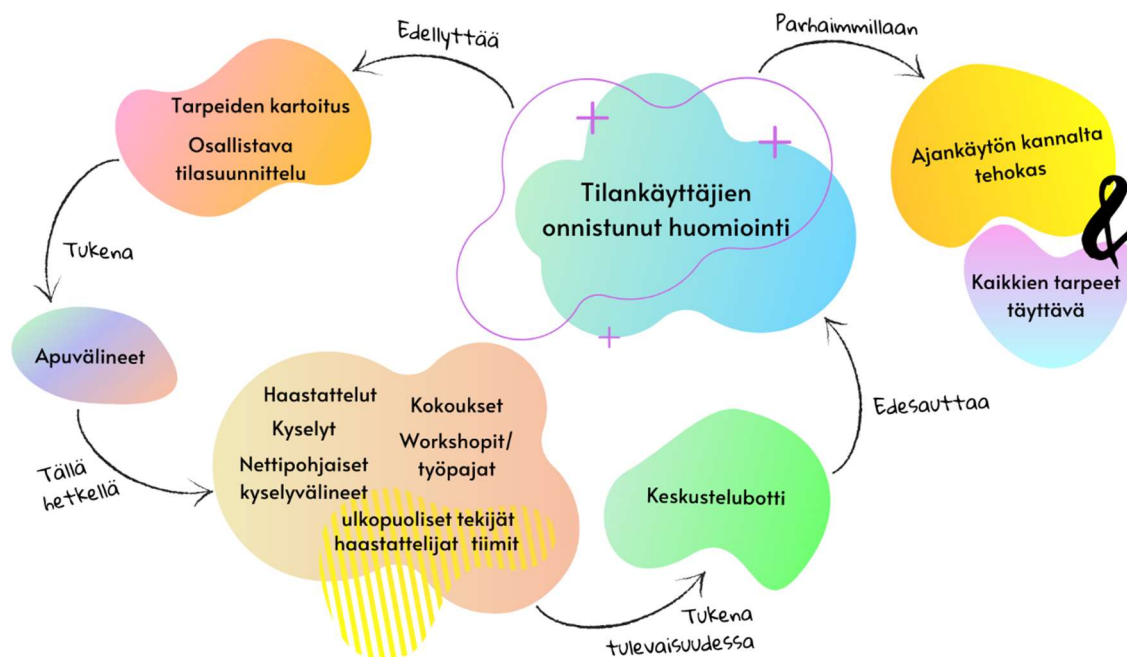 Edellyttää
Parhaimmillaan
Tarpeiden kartoitus
Osallistava
tilasuunnittelu
Tilankäyttäjien
onnistunut huomiointi
Ajankäytön kannalta
tehokas
&
Kaikkien tarpeet
täyttävä
Tukena
Apuvälineet
Tällä
hetkellä
Haastattelut
Kyselyt
Nettipohjaiset
kyselyvälineet
Kokoukset
Workshopit/
työpajat
ulkopuoliset tekijät
haastattelijat tiimit
Tukena
tulevaisuudessa
Keskustelubotti
Edesauttaa